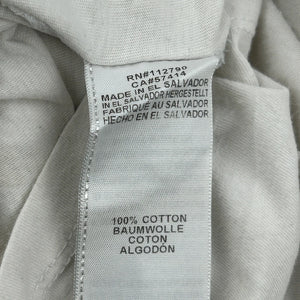 RN#112790
CA#57414
MADE IN EL SALVADOR
IN EL SALVADOR HERGESTELLT
FABRIQUÉ AU SALVADOR
HECHO EN EL SALVADOR
100% COTTON
BAUMWOLLE
COTON
ALGODÓN